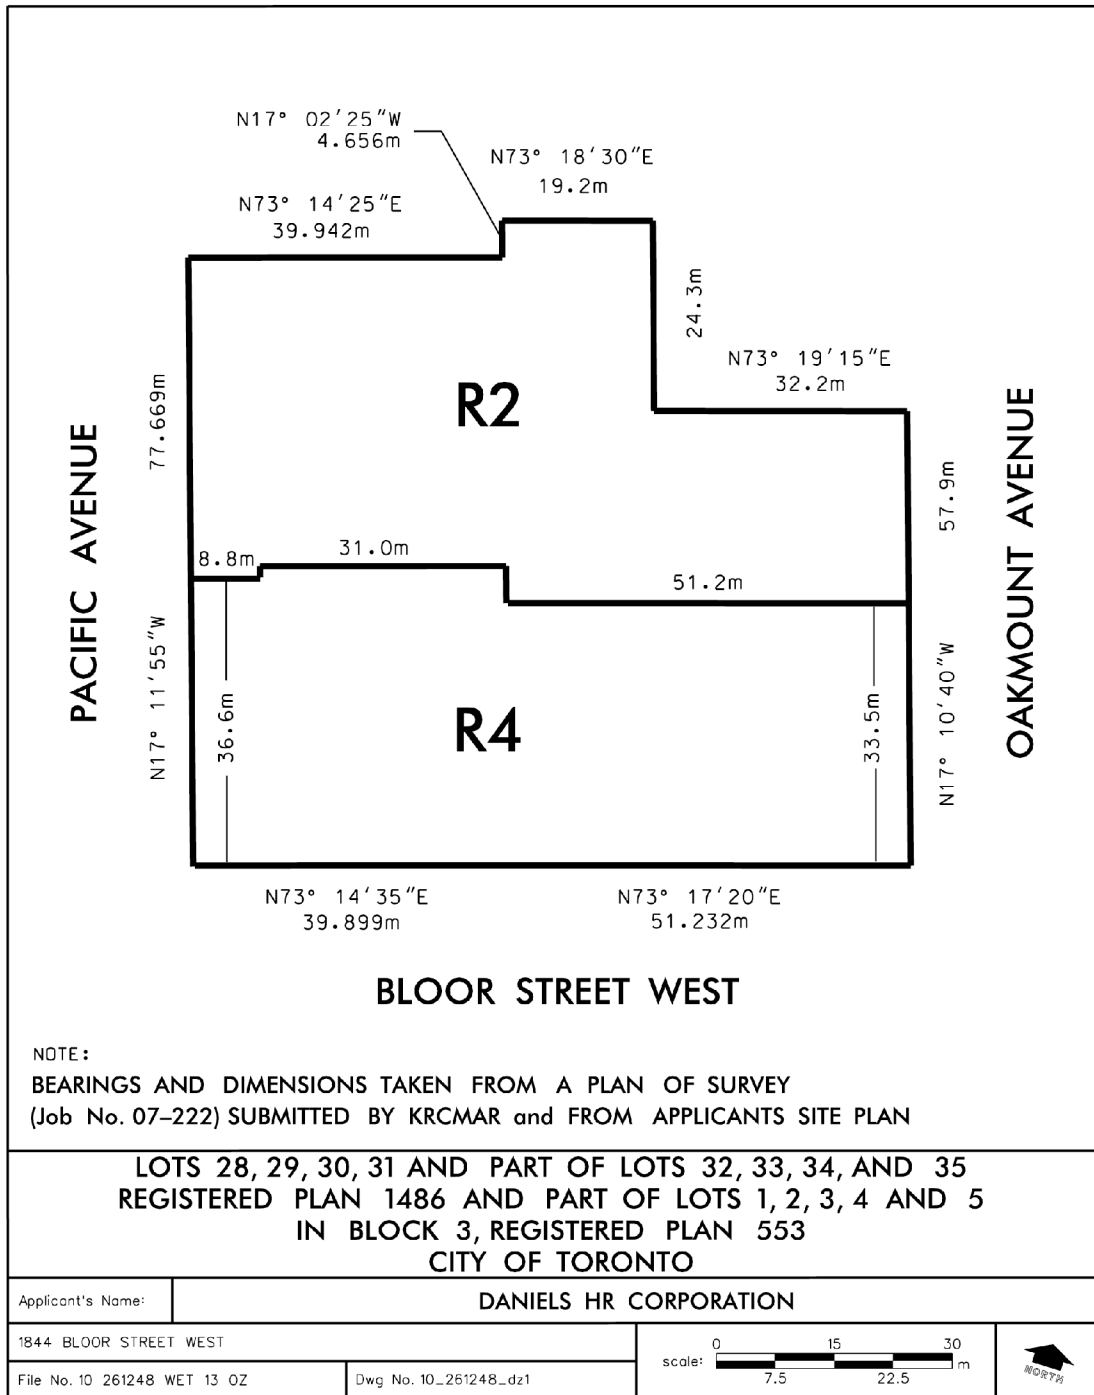 N17° 02'25"W
4.656m
N73° 18'30"E
19.2m
N73° 14'25"E
39.942m
24.3m
N73° 19'15"E
32.2m
R2
77.669m
PACIFIC AVENUE
OAKMOUNT AVENUE
57.9m
8.8m
31.0m
51.2m
N17° 11'55"W
36.6m
R4
33.5m
N17° 10'40"W
N73° 14'35"E
39.899m
N73° 17'20"E
51.232m
BLOOR STREET WEST
NOTE:
BEARINGS AND DIMENSIONS TAKEN FROM A PLAN OF SURVEY
(Job No. 07–222) SUBMITTED BY KRCMAR and FROM APPLICANTS SITE PLAN
LOTS 28, 29, 30, 31 AND PART OF LOTS 32, 33, 34, AND 35
REGISTERED PLAN 1486 AND PART OF LOTS 1, 2, 3, 4 AND 5
IN BLOCK 3, REGISTERED PLAN 553
CITY OF TORONTO
Applicant's Name:
DANIELS HR CORPORATION
1844 BLOOR STREET WEST
File No. 10 261248 WET 13 OZ
Dwg No. 10_261248_dz1
scale:
0 15 30
7.5 22.5
m
NORTH